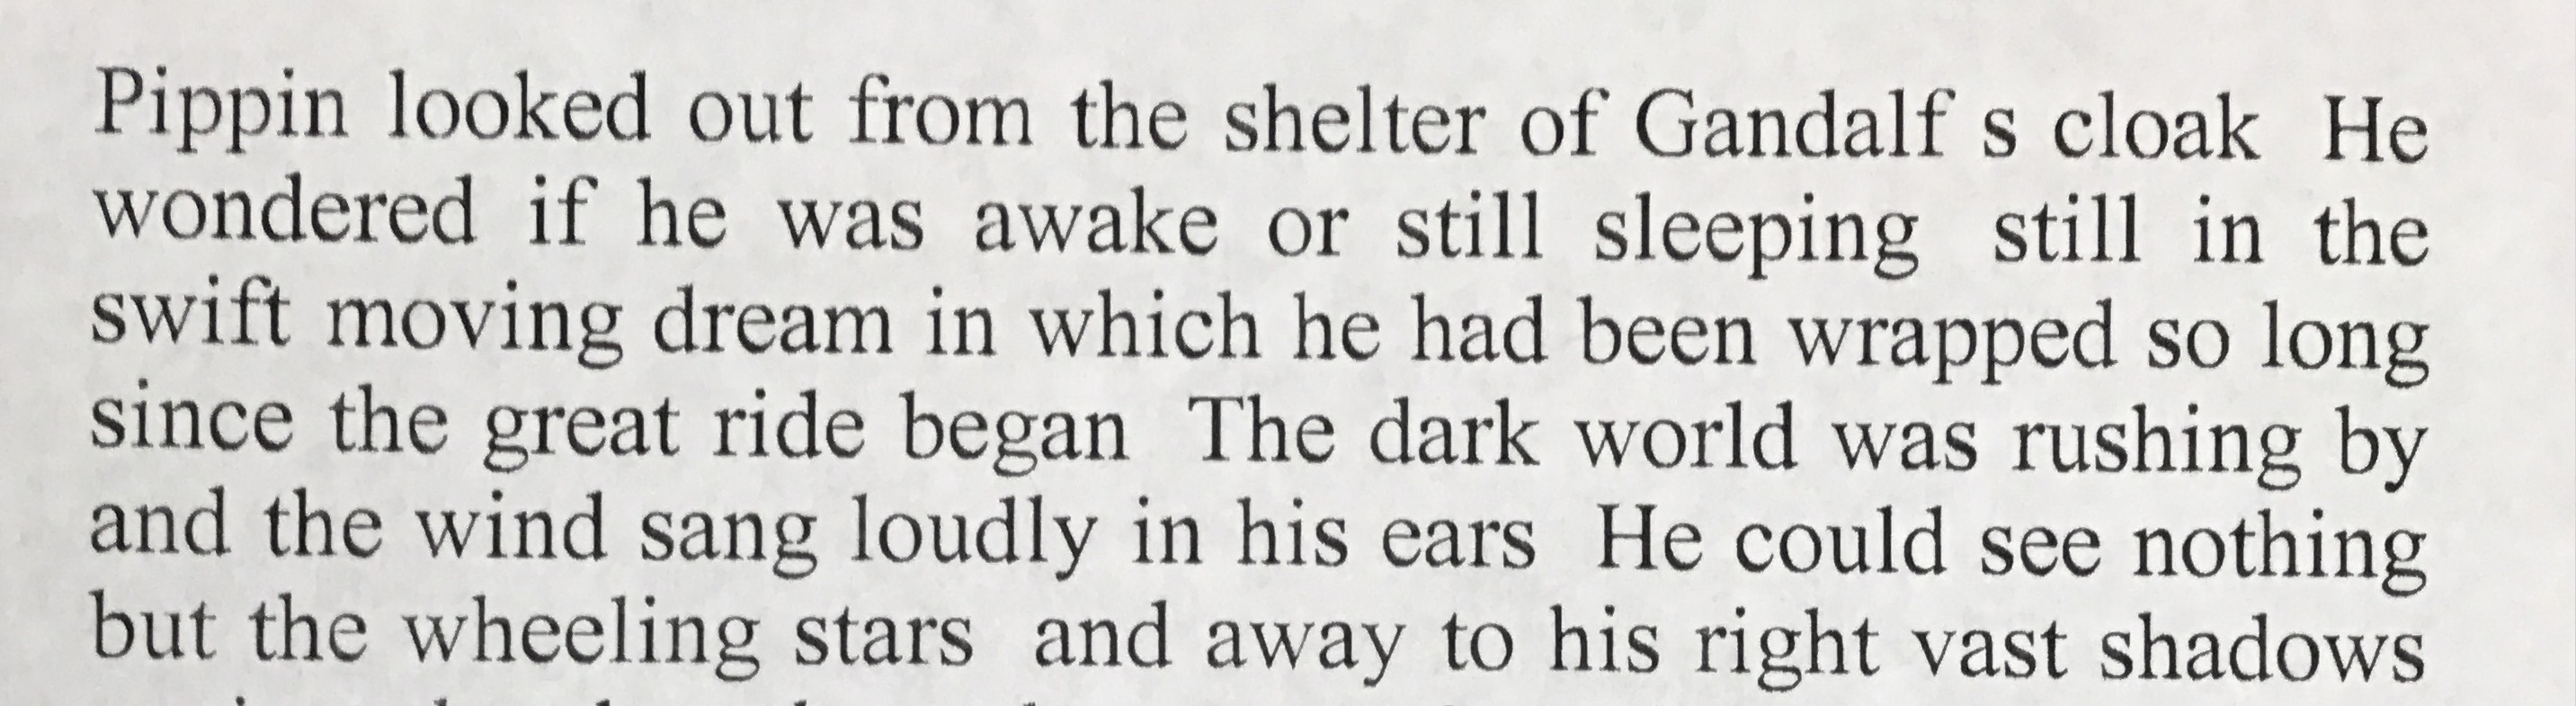 Pippin looked out from the shelter of Gandalf s cloak  He
wondered if he was awake or still sleeping  still in the
swift moving dream in which he had been wrapped so long
since the great ride began  The dark world was rushing by
and the wind sang loudly in his ears  He could see nothing
but the wheeling stars  and away to his right vast shadows